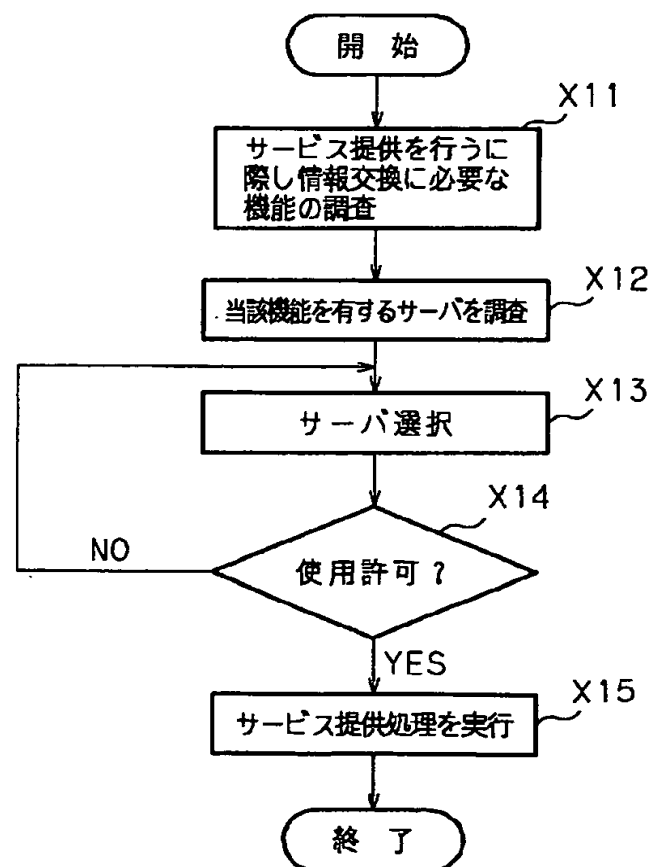 開 始
X11
サービス提供を行うに
際し情報交換に必要な
機能の調査
X12
当該機能を有するサーバを調査
X13
サーバ選択
X14
NO
使用許可?
YES
X15
サービス提供処理を実行
終 了